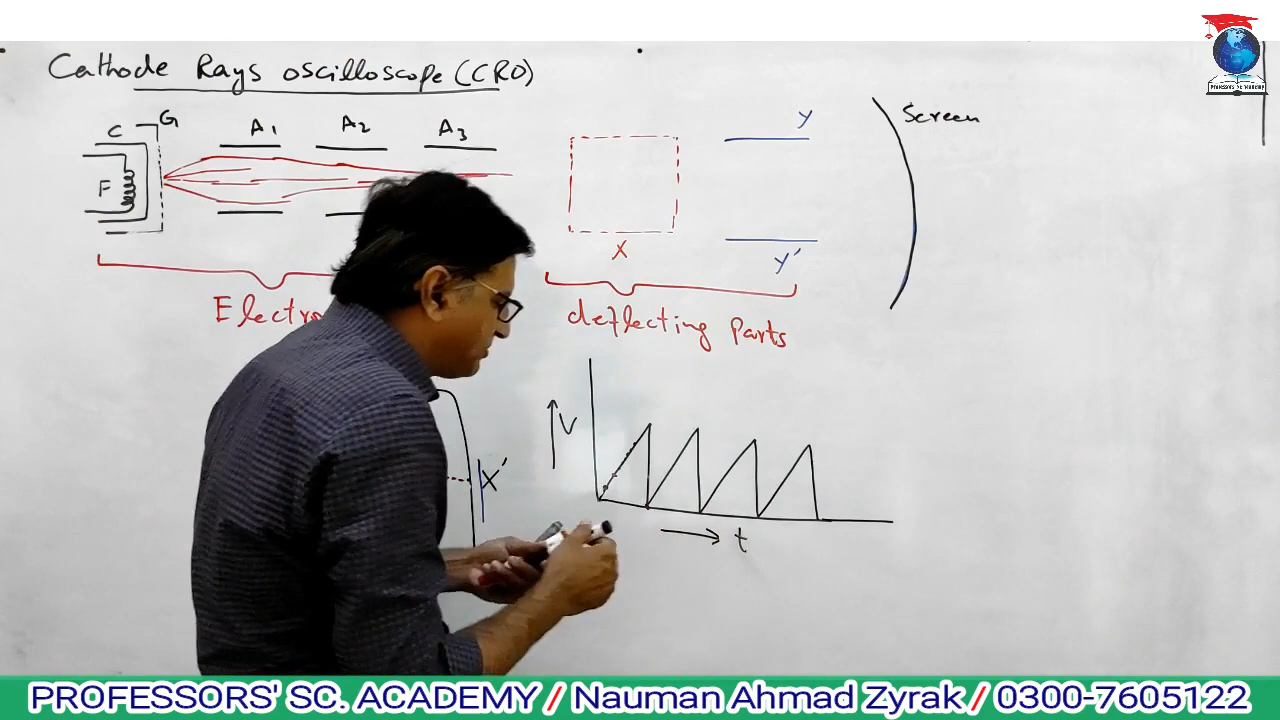 Cathode Rays oscilloscope (CRO)
C G A1 A2 A3 Y Screen
F
X Y'
deflecting Parts
V
X'
t
PROFESSORS' SC. ACADEMY / Nauman Ahmad Zyrak / 0300-7605122